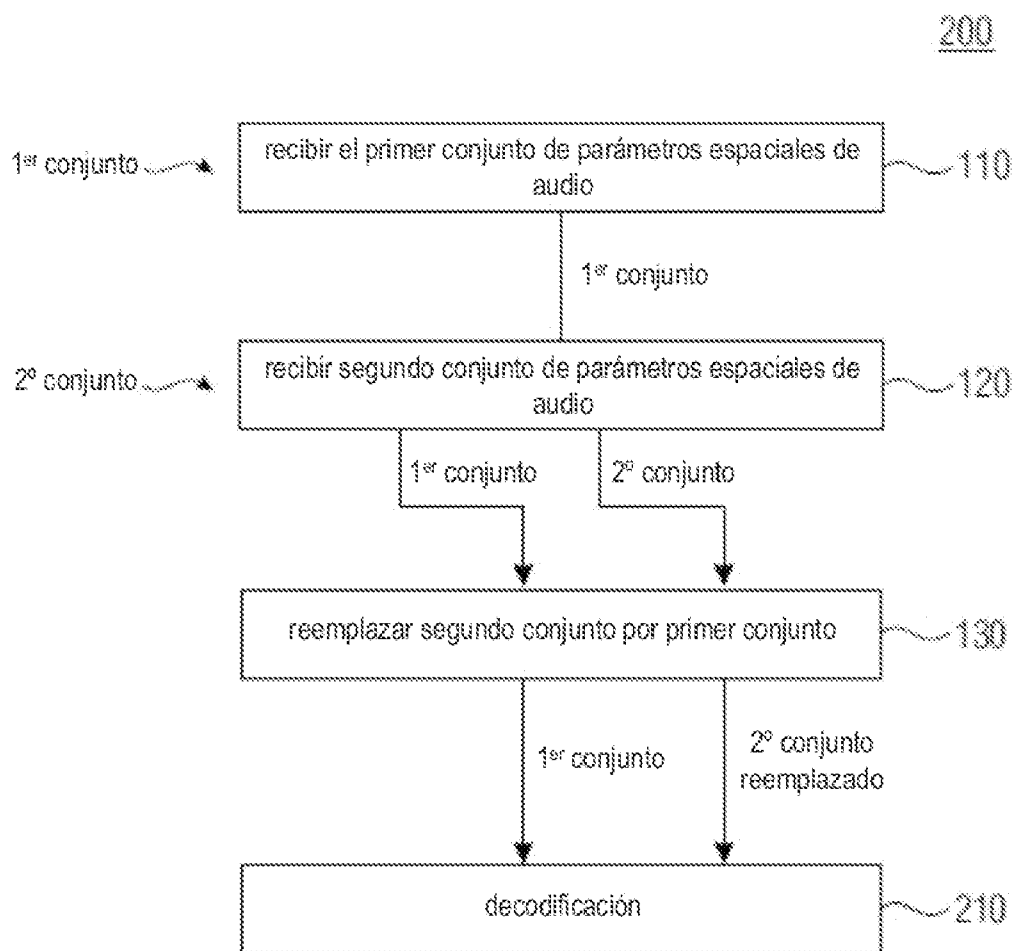 200
1er conjunto
recibir el primer conjunto de parámetros espaciales de
audio
110
1er conjunto
2º conjunto
recibir segundo conjunto de parámetros espaciales de
audio
120
1er conjunto
2º conjunto
reemplazar segundo conjunto por primer conjunto
130
1er conjunto
2º conjunto
reemplazado
decodificación
210